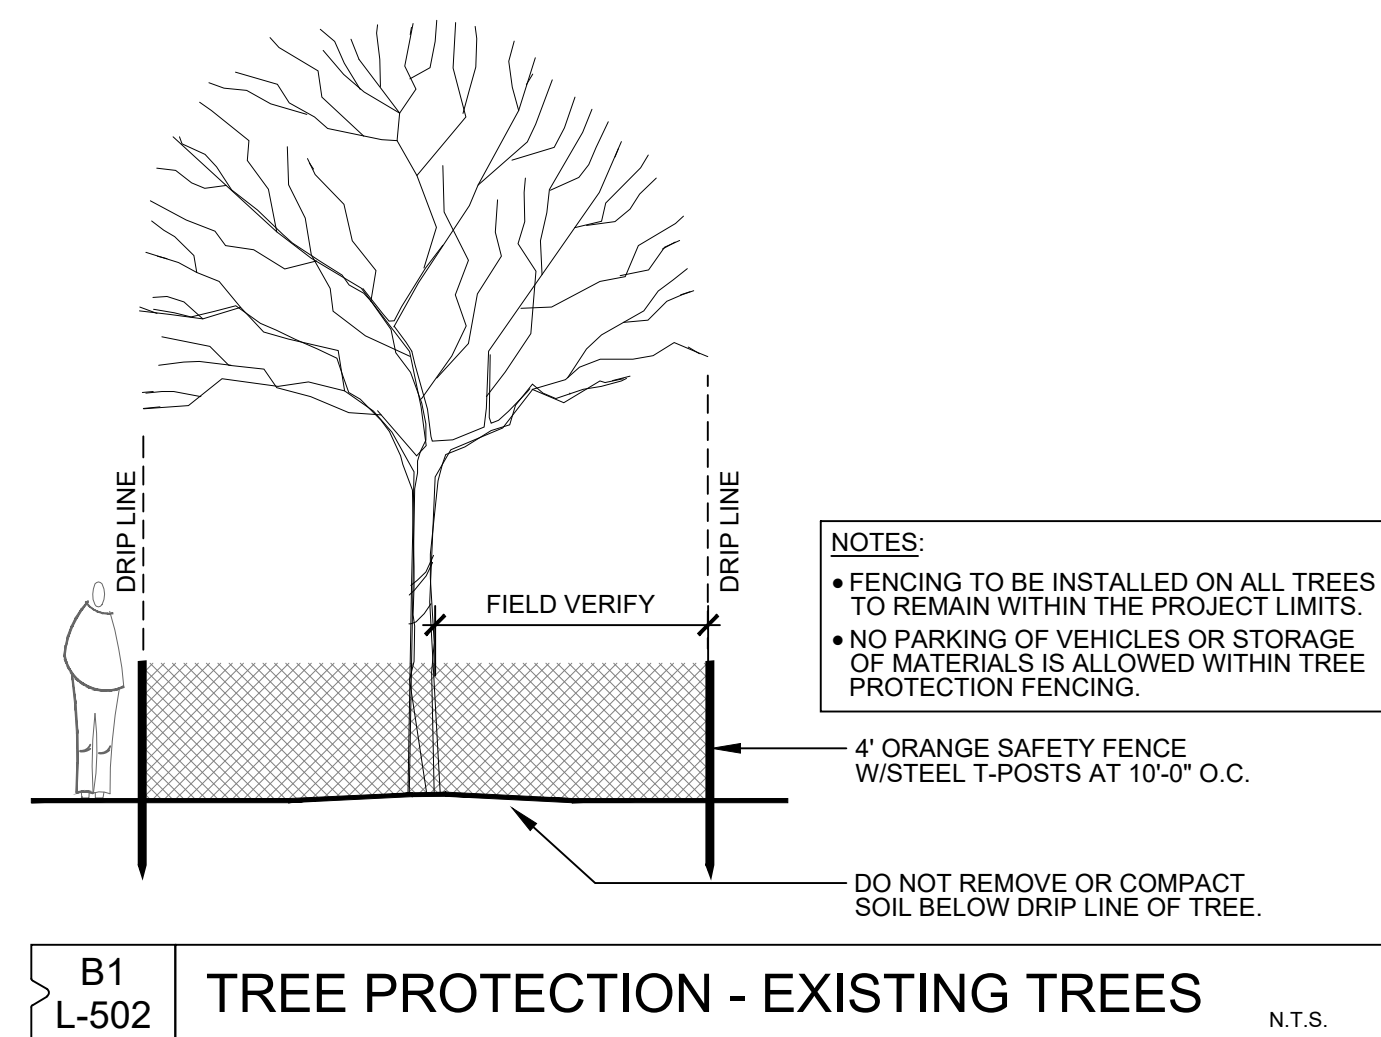 DRIP LINE
DRIP LINE
FIELD VERIFY
NOTES:
• FENCING TO BE INSTALLED ON ALL TREES
TO REMAIN WITHIN THE PROJECT LIMITS.
• NO PARKING OF VEHICLES OR STORAGE
OF MATERIALS IS ALLOWED WITHIN TREE
PROTECTION FENCING.
4' ORANGE SAFETY FENCE
W/STEEL T-POSTS AT 10'-0" O.C.
DO NOT REMOVE OR COMPACT
SOIL BELOW DRIP LINE OF TREE.
B1
L-502
TREE PROTECTION - EXISTING TREES
N.T.S.